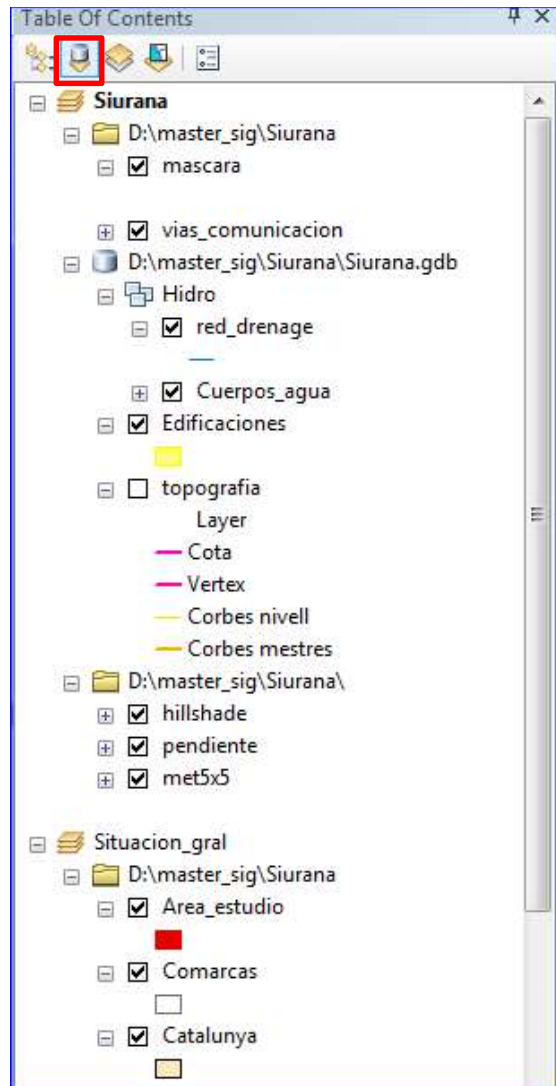 Table Of Contents
Siurana
D:\master_sig\Siurana
mascara
vias_comunicacion
D:\master_sig\Siurana\Siurana.gdb
Hidro
red_drenage
Cuerpos_agua
Edificaciones
topografia
Layer
Cota
Vertex
Corbes nivell
Corbes mestres
D:\master_sig\Siurana\
hillshade
pendiente
met5x5
Situacion_gral
D:\master_sig\Siurana
Area_estudio
Comarcas
Catalunya